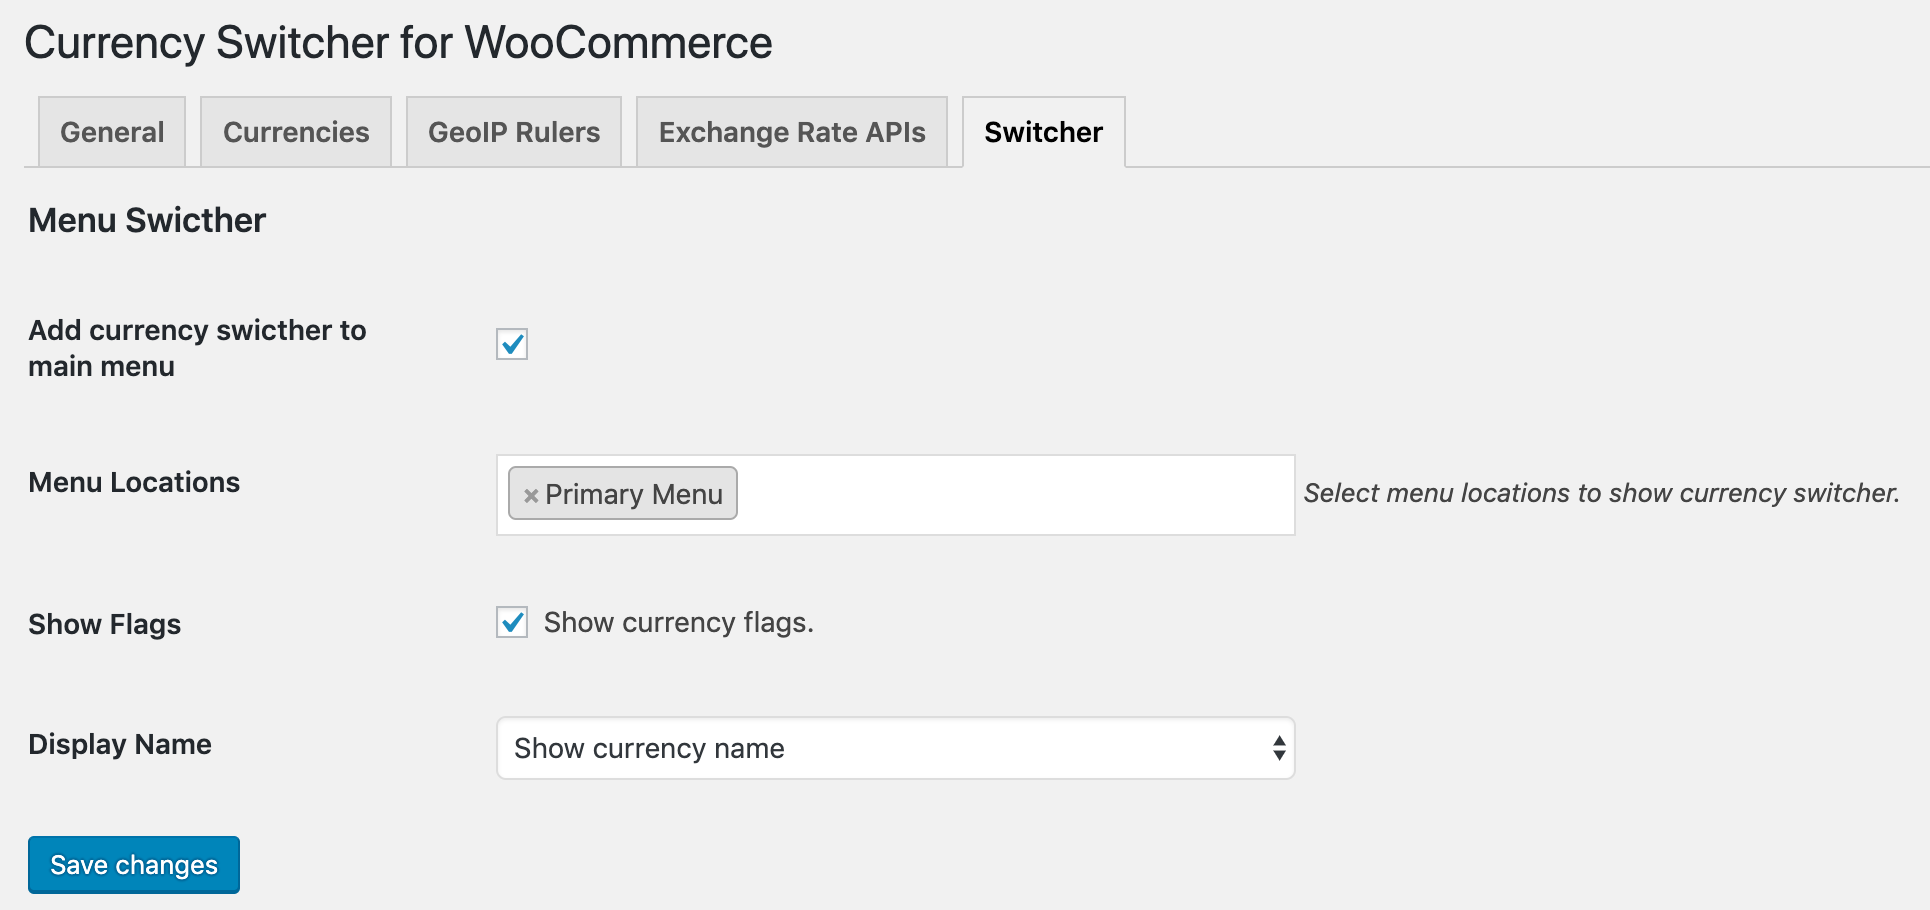 Currency Switcher for WooCommerce
General Currencies GeoIP Rulers Exchange Rate APIs Switcher
Menu Swicther
Add currency swicther to
main menu
Menu Locations × Primary Menu Select menu locations to show currency switcher.
Show Flags Show currency flags.
Display Name Show currency name
Save changes